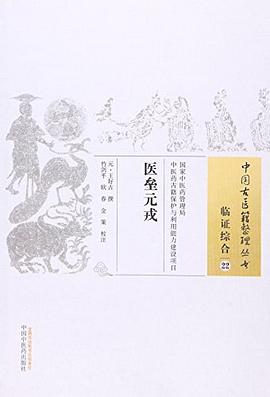 中国古医籍整理丛书
临证综合
22
国家中医药管理局
中医药古籍保护与利用能力建设项目
医垒元戎
元·王好古 撰
竹剑平 欧春 金策 校注
中国中医药出版社